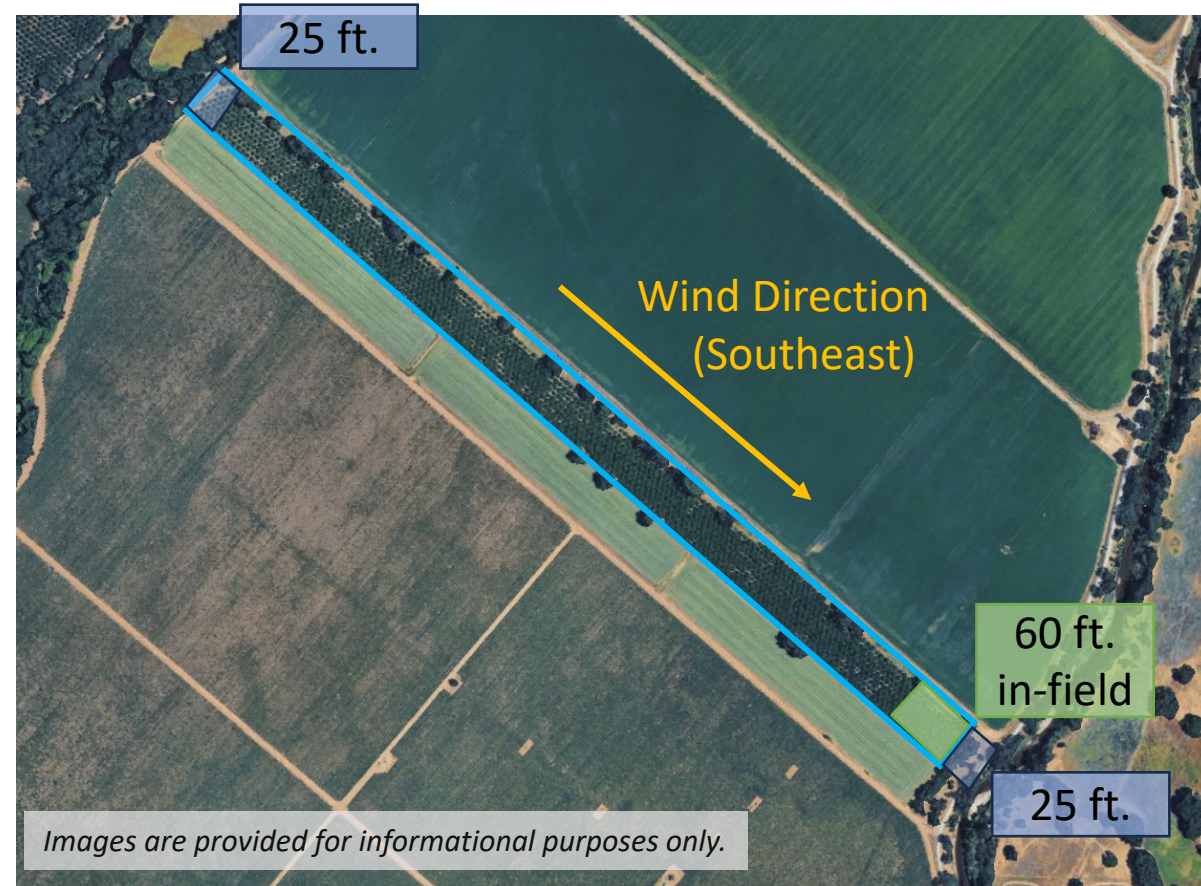 25 ft.
Wind Direction
(Southeast)
60 ft.
in-field
25 ft.
Images are provided for informational purposes only.